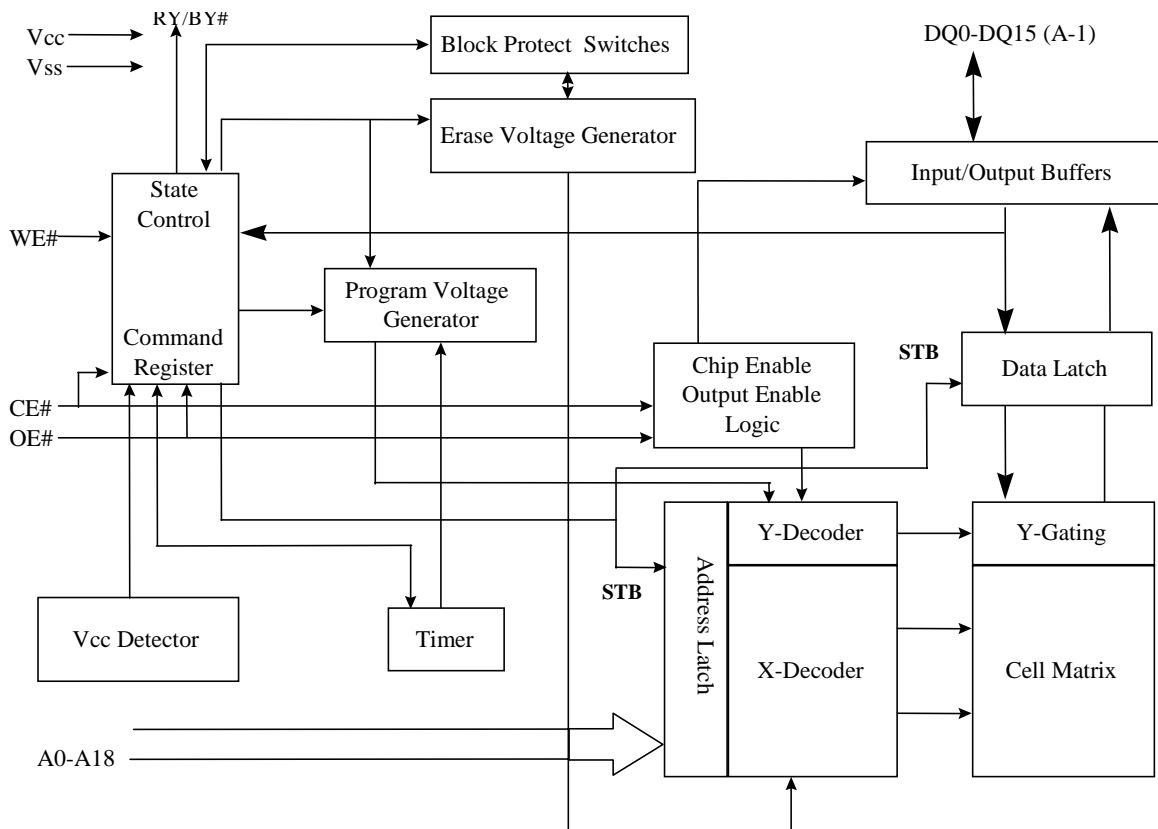 RY/BY#
Vcc
Vss
Block Protect Switches
DQ0-DQ15 (A-1)
Erase Voltage Generator
Input/Output Buffers
State
Control
WE#
Program Voltage
Generator
Command
Register
STB
Chip Enable
Output Enable
Logic
Data Latch
CE#
OE#
Y-Decoder
Y-Gating
Address Latch
STB
Vcc Detector
Timer
X-Decoder
Cell Matrix
A0-A18